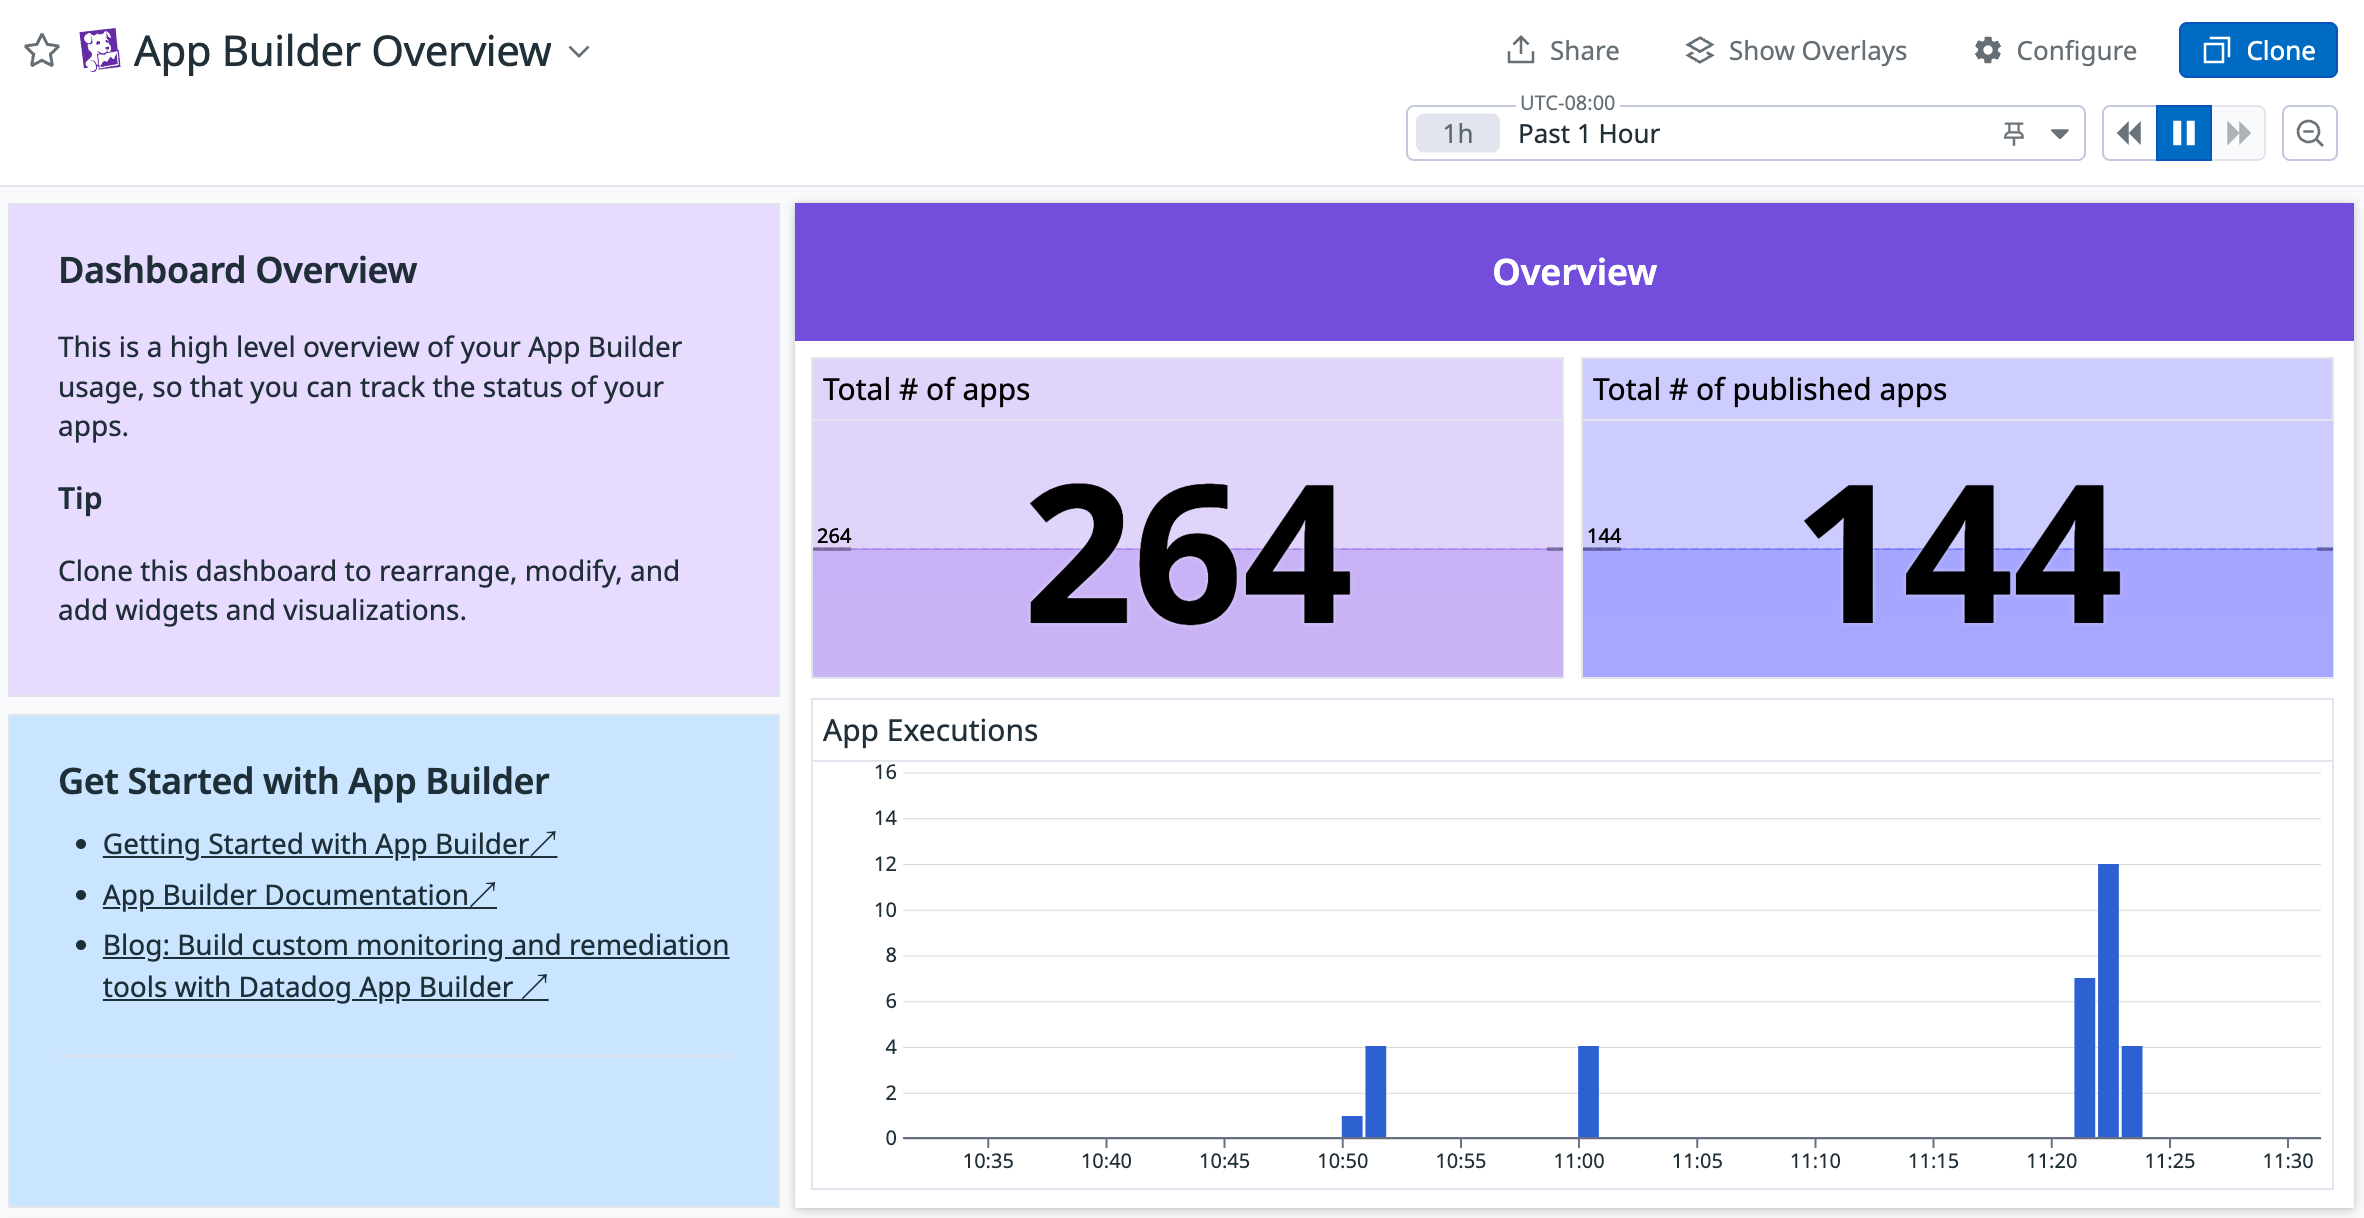 App Builder Overview
Share
Show Overlays
Configure
Clone
UTC-08:00
1h
Past 1 Hour
Dashboard Overview
This is a high level overview of your App Builder
usage, so that you can track the status of your
apps.
Tip
Clone this dashboard to rearrange, modify, and
add widgets and visualizations.
Get Started with App Builder
Getting Started with App Builder
App Builder Documentation
Blog: Build custom monitoring and remediation
tools with Datadog App Builder
Overview
Total # of apps
264
264
Total # of published apps
144
144
App Executions
16
14
12
10
8
6
4
2
0
10:35
10:40
10:45
10:50
10:55
11:00
11:05
11:10
11:15
11:20
11:25
11:30